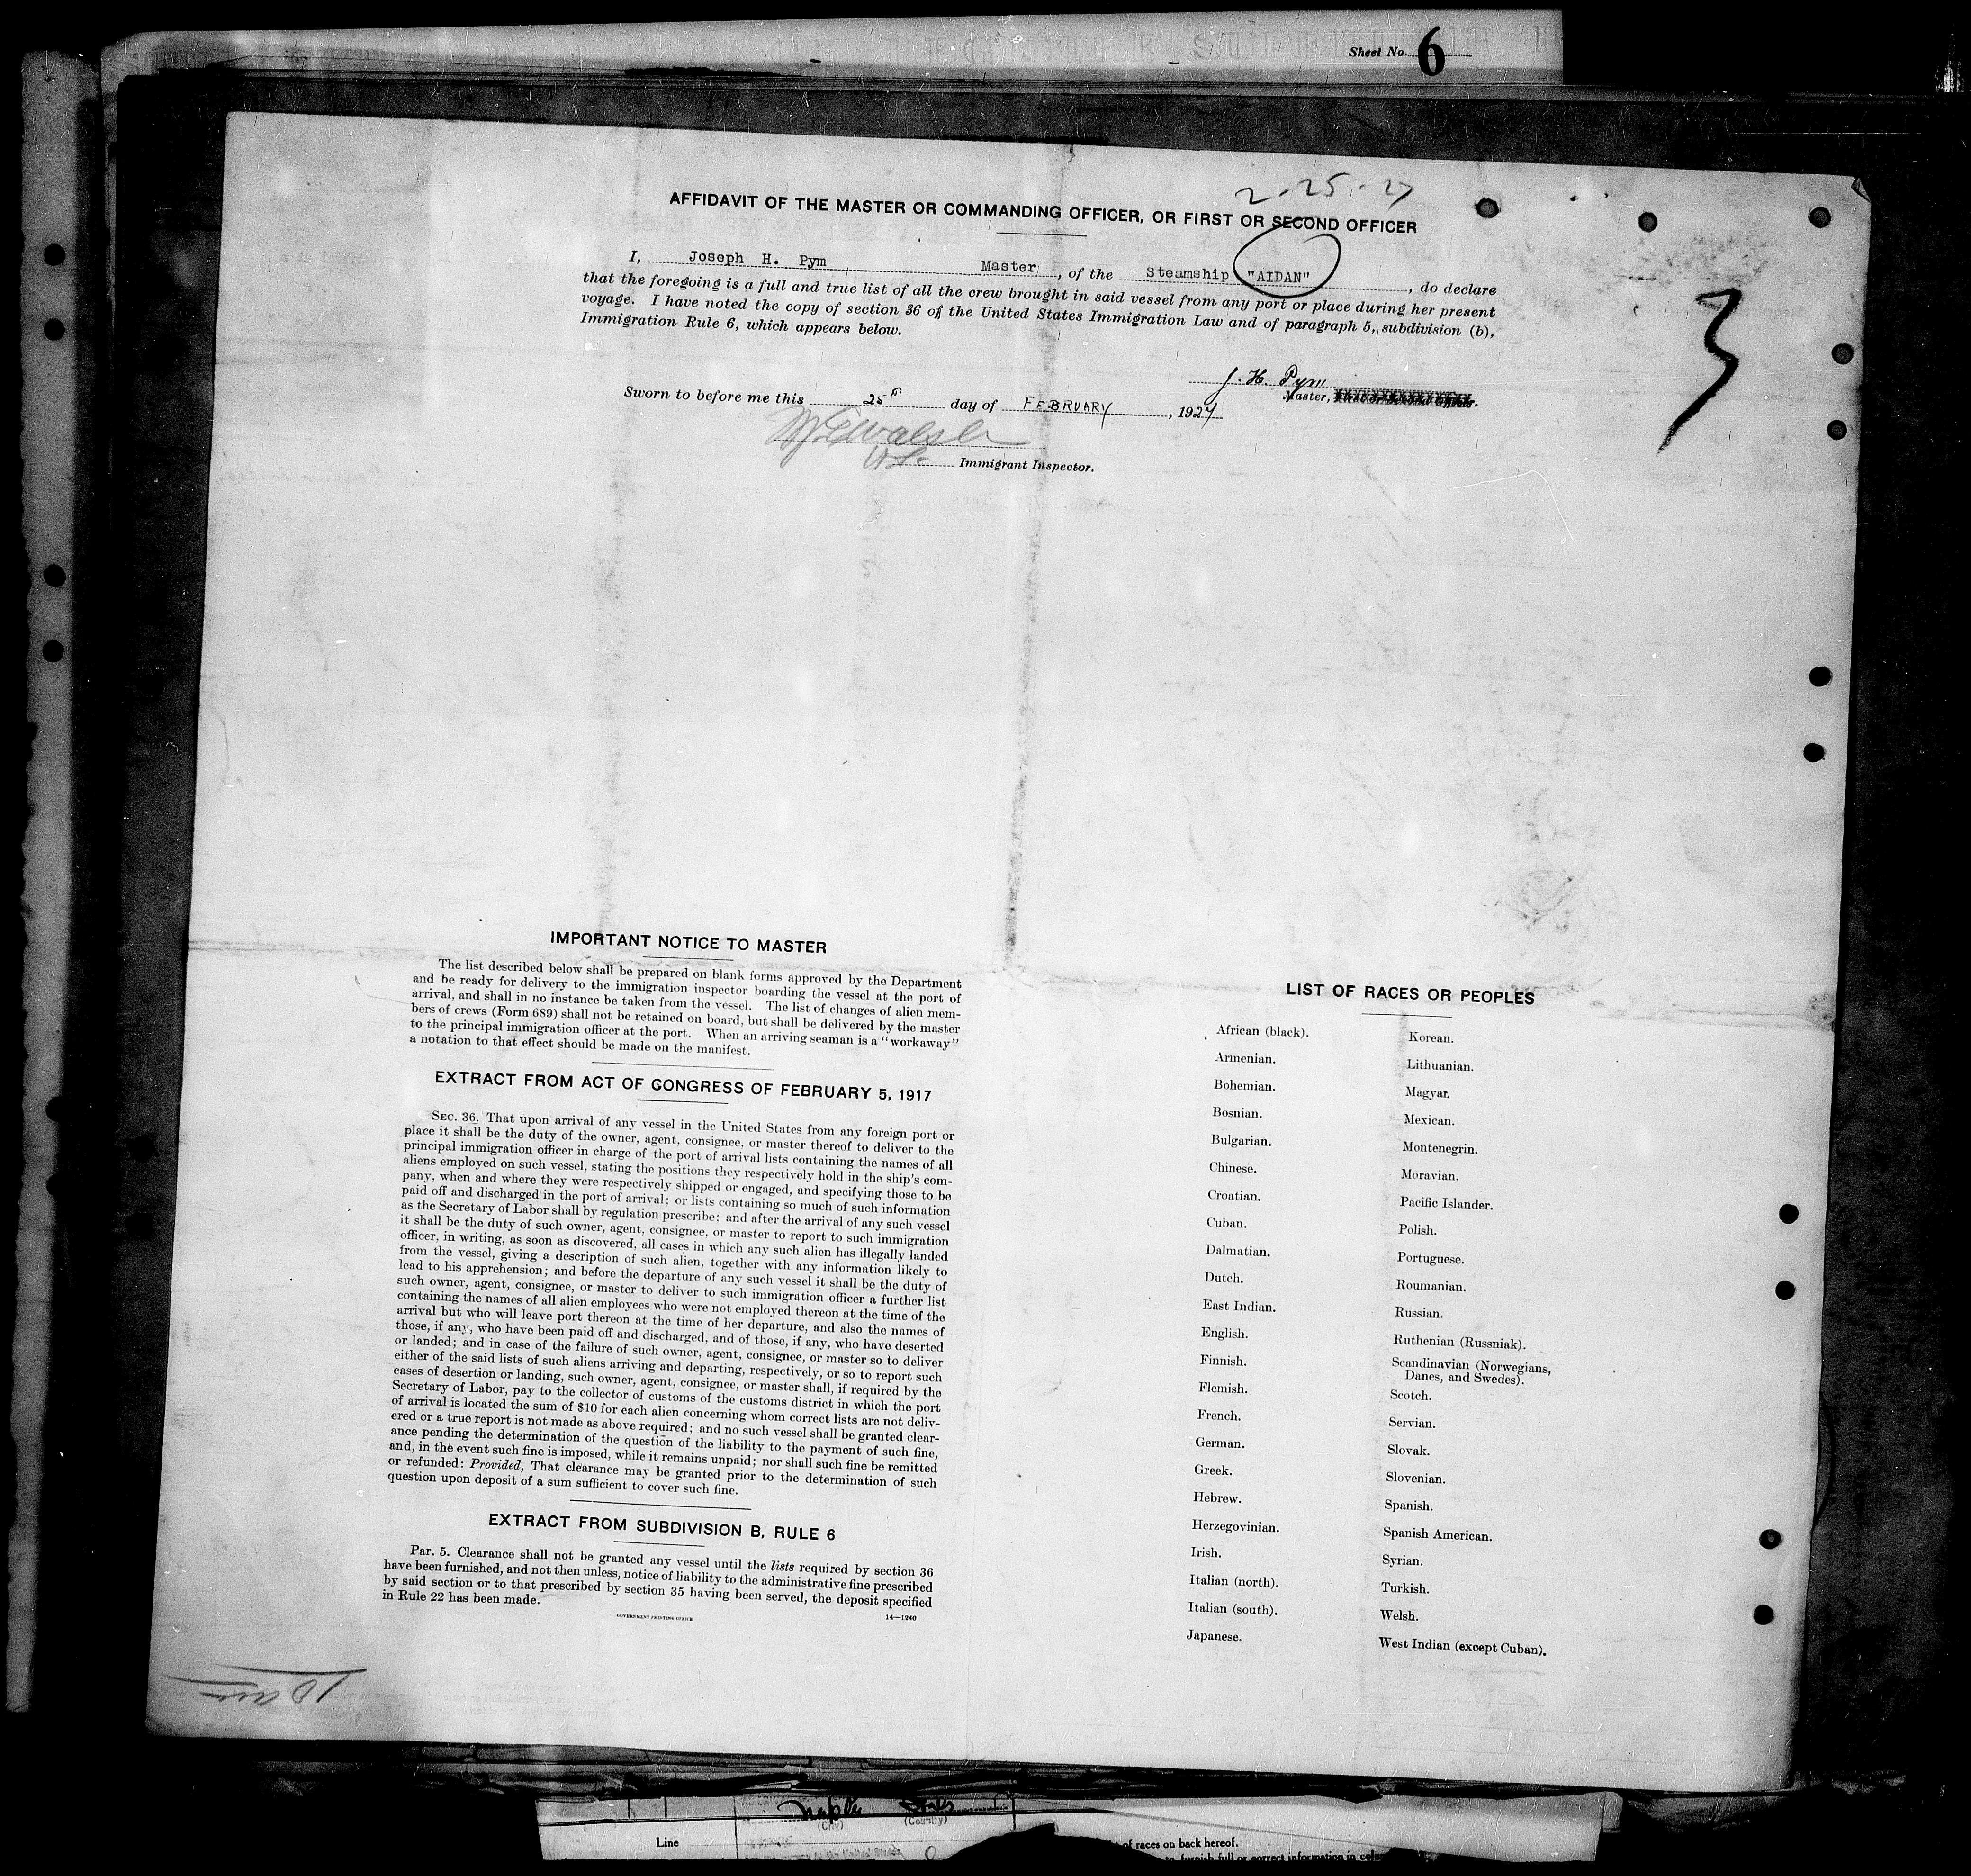 Sheet No. 6
2-25-27
AFFIDAVIT OF THE MASTER OR COMMANDING OFFICER, OR FIRST OR SECOND OFFICER
I, Joseph H. Pym Master, of the Steamship "AIDAN", do declare
that the foregoing is a full and true list of all the crew brought in said vessel from any port or place during her present
voyage. I have noted the copy of section 36 of the United States Immigration Law and of paragraph 5, subdivision (b),
Immigration Rule 6, which appears below.
3
J. H. Pym
Master,
Sworn to before me this 25th day of FEBRUARY, 1927
Immigrant Inspector.
IMPORTANT NOTICE TO MASTER
The list described below shall be prepared on blank forms approved by the Department
and be ready for delivery to the immigration inspector boarding the vessel at the port of
arrival, and shall in no instance be taken from the vessel. The list of changes of alien mem-
bers of crews (Form 689) shall not be retained on board, but shall be delivered by the master
to the principal immigration officer at the port. When an arriving seaman is a "workaway"
a notation to that effect should be made on the manifest.
EXTRACT FROM ACT OF CONGRESS OF FEBRUARY 5, 1917
SEC. 36. That upon arrival of any vessel in the United States from any foreign port or
place it shall be the duty of the owner, agent, consignee, or master thereof to deliver to the
principal immigration officer in charge of the port of arrival lists containing the names of all
aliens employed on such vessel, stating the positions they respectively hold in the ship's com-
pany, when and where they were respectively shipped or engaged, and specifying those to be
paid off and discharged in the port of arrival; or lists containing so much of such information
as the Secretary of Labor shall by regulation prescribe; and after the arrival of any such vessel
it shall be the duty of such owner, agent, consignee, or master to report to such immigration
officer, in writing, as soon as discovered, all cases in which any such alien has illegally landed
from the vessel, giving a description of such alien, together with any information likely to
lead to his apprehension; and before the departure of any such vessel it shall be the duty of
such owner, agent, consignee, or master to deliver to such immigration officer a further list
containing the names of all alien employees who were not employed thereon at the time of the
arrival but who will leave port thereon at the time of her departure, and also the names of
those, if any, who have been paid off and discharged, and of those, if any, who have deserted
or landed; and in case of the failure of such owner, agent, consignee, or master so to deliver
either of the said lists of such aliens arriving and departing, respectively, or so to report such
cases of desertion or landing, such owner, agent, consignee, or master shall, if required by the
Secretary of Labor, pay to the collector of customs of the customs district in which the port
of arrival is located the sum of $10 for each alien concerning whom correct lists are not deliv-
ered or a true report is not made as above required; and no such vessel shall be granted clear-
ance pending the determination of the question of the liability to the payment of such fine,
and, in the event such fine is imposed, while it remains unpaid; nor shall such fine be remitted
or refunded: Provided, That clearance may be granted prior to the determination of such
question upon deposit of a sum sufficient to cover such fine.
EXTRACT FROM SUBDIVISION B, RULE 6
Par. 5. Clearance shall not be granted any vessel until the lists required by section 36
have been furnished, and not then unless, notice of liability to the administrative fine prescribed
by said section or to that prescribed by section 35 having been served, the deposit specified
in Rule 22 has been made.
GOVERNMENT PRINTING OFFICE 14—1240
LIST OF RACES OR PEOPLES
African (black).
Armenian.
Bohemian.
Bosnian.
Bulgarian.
Chinese.
Croatian.
Cuban.
Dalmatian.
Dutch.
East Indian.
English.
Finnish.
Flemish.
French.
German.
Greek.
Hebrew.
Herzegovinian.
Irish.
Italian (north).
Italian (south).
Japanese.
Korean.
Lithuanian.
Magyar.
Mexican.
Montenegrin.
Moravian.
Pacific Islander.
Polish.
Portuguese.
Roumanian.
Russian.
Ruthenian (Russniak).
Scandinavian (Norwegians,
Danes, and Swedes).
Scotch.
Servian.
Slovak.
Slovenian.
Spanish.
Spanish American.
Syrian.
Turkish.
Welsh.
West Indian (except Cuban).
(City) (Country)
Line
of races on back hereof.
to furnish full or correct information in